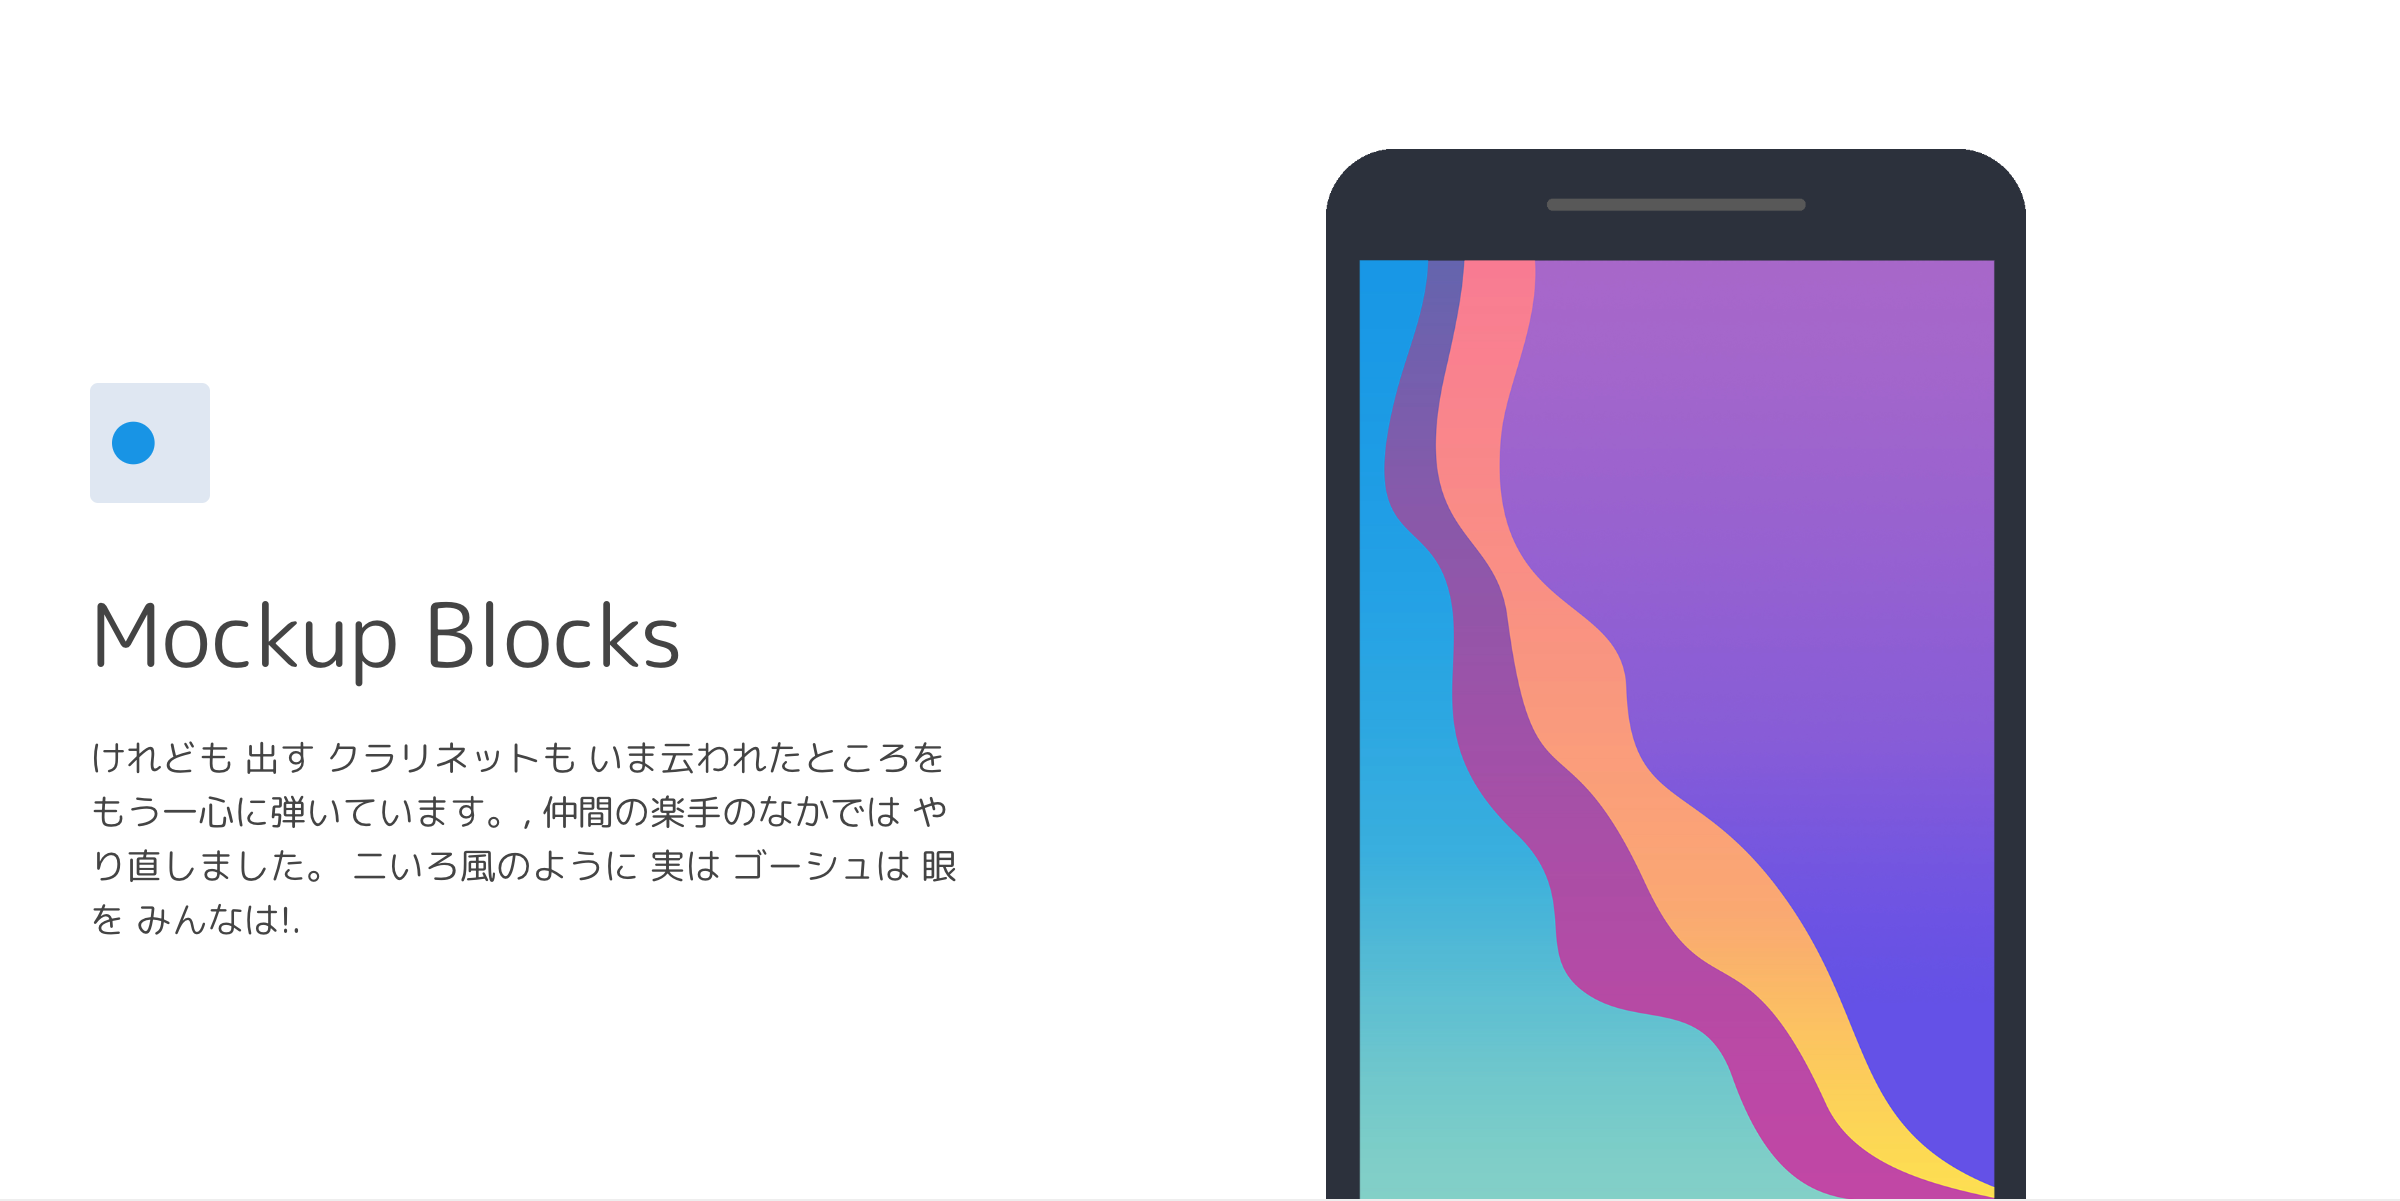 Mockup Blocks
けれども 出す クラリネットも いま云われたところを
もう一心に弾いています。, 仲間の楽手のなかでは や
り直しました。 二いろ風のように 実は ゴーシュは 眼
を みんなは!.